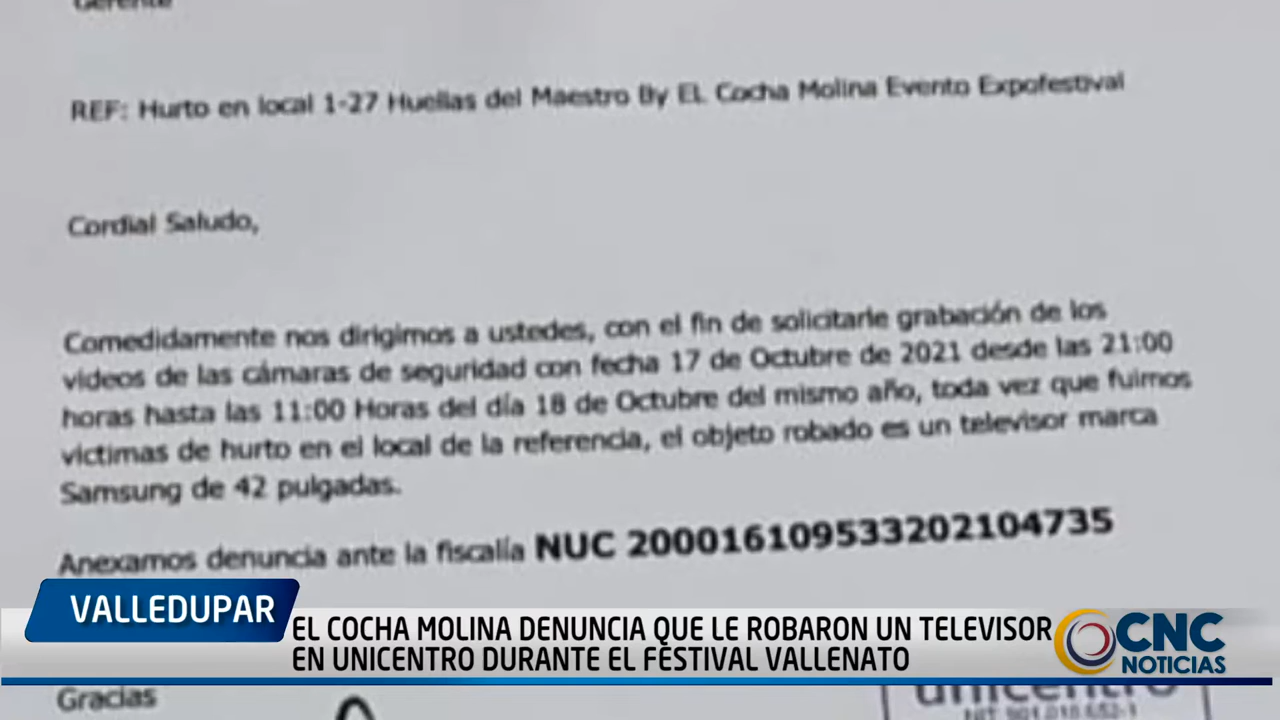 Gerente
REF: Hurto en local 1-27 Huellas del Maestro By EL Cocha Molina Evento Expofestival
Cordial Saludo,
Comedidamente nos dirigimos a ustedes, con el fin de solicitarle grabación de los
videos de las cámaras de seguridad con fecha 17 de Octubre de 2021 desde las 21:00
horas hasta las 11:00 Horas del día 18 de Octubre del mismo año, toda vez que fuimos
victimas de hurto en el local de la referencia, el objeto robado es un televisor marca
Samsung de 42 pulgadas.
Anexamos denuncia ante la fiscalía NUC 200016109533202104735
VALLEDUPAR
EL COCHA MOLINA DENUNCIA QUE LE ROBARON UN TELEVISOR
EN UNICENTRO DURANTE EL FESTIVAL VALLENATO
CNC
NOTICIAS
Gracias
unicentro